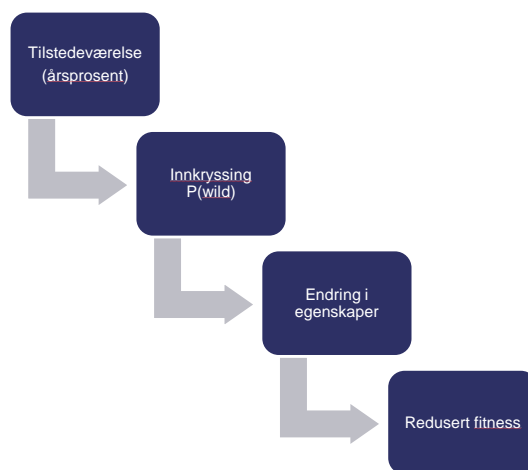 Tilstedeværelse
(årsprosent)
Innkryssing
P(wild)
Endring i
egenskaper
Redusert fitness